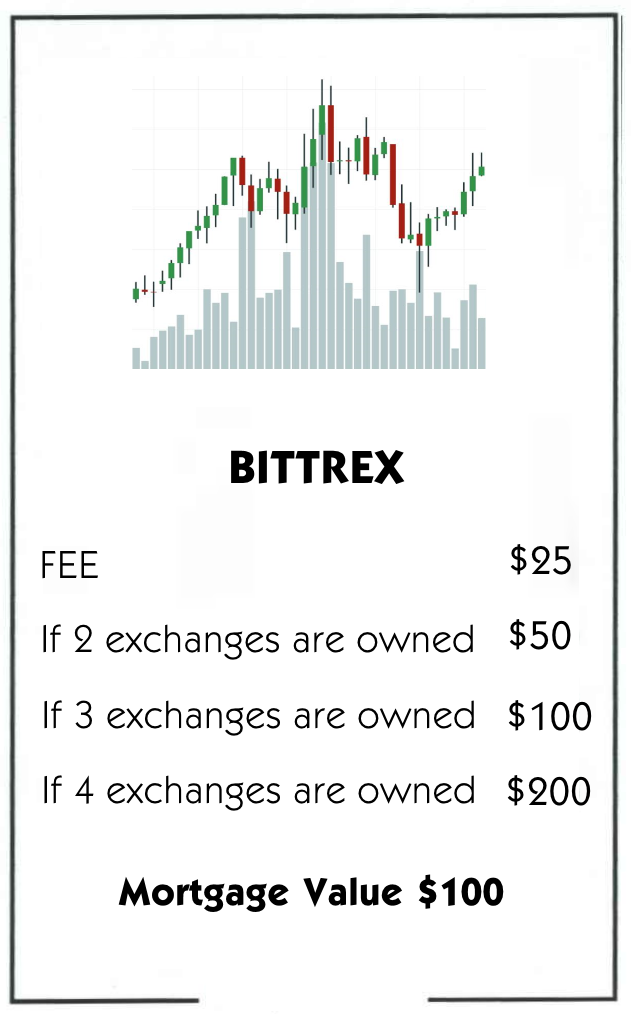 BITTREX
FEE $25
If 2 exchanges are owned $50
If 3 exchanges are owned $100
If 4 exchanges are owned $200
Mortgage Value $100